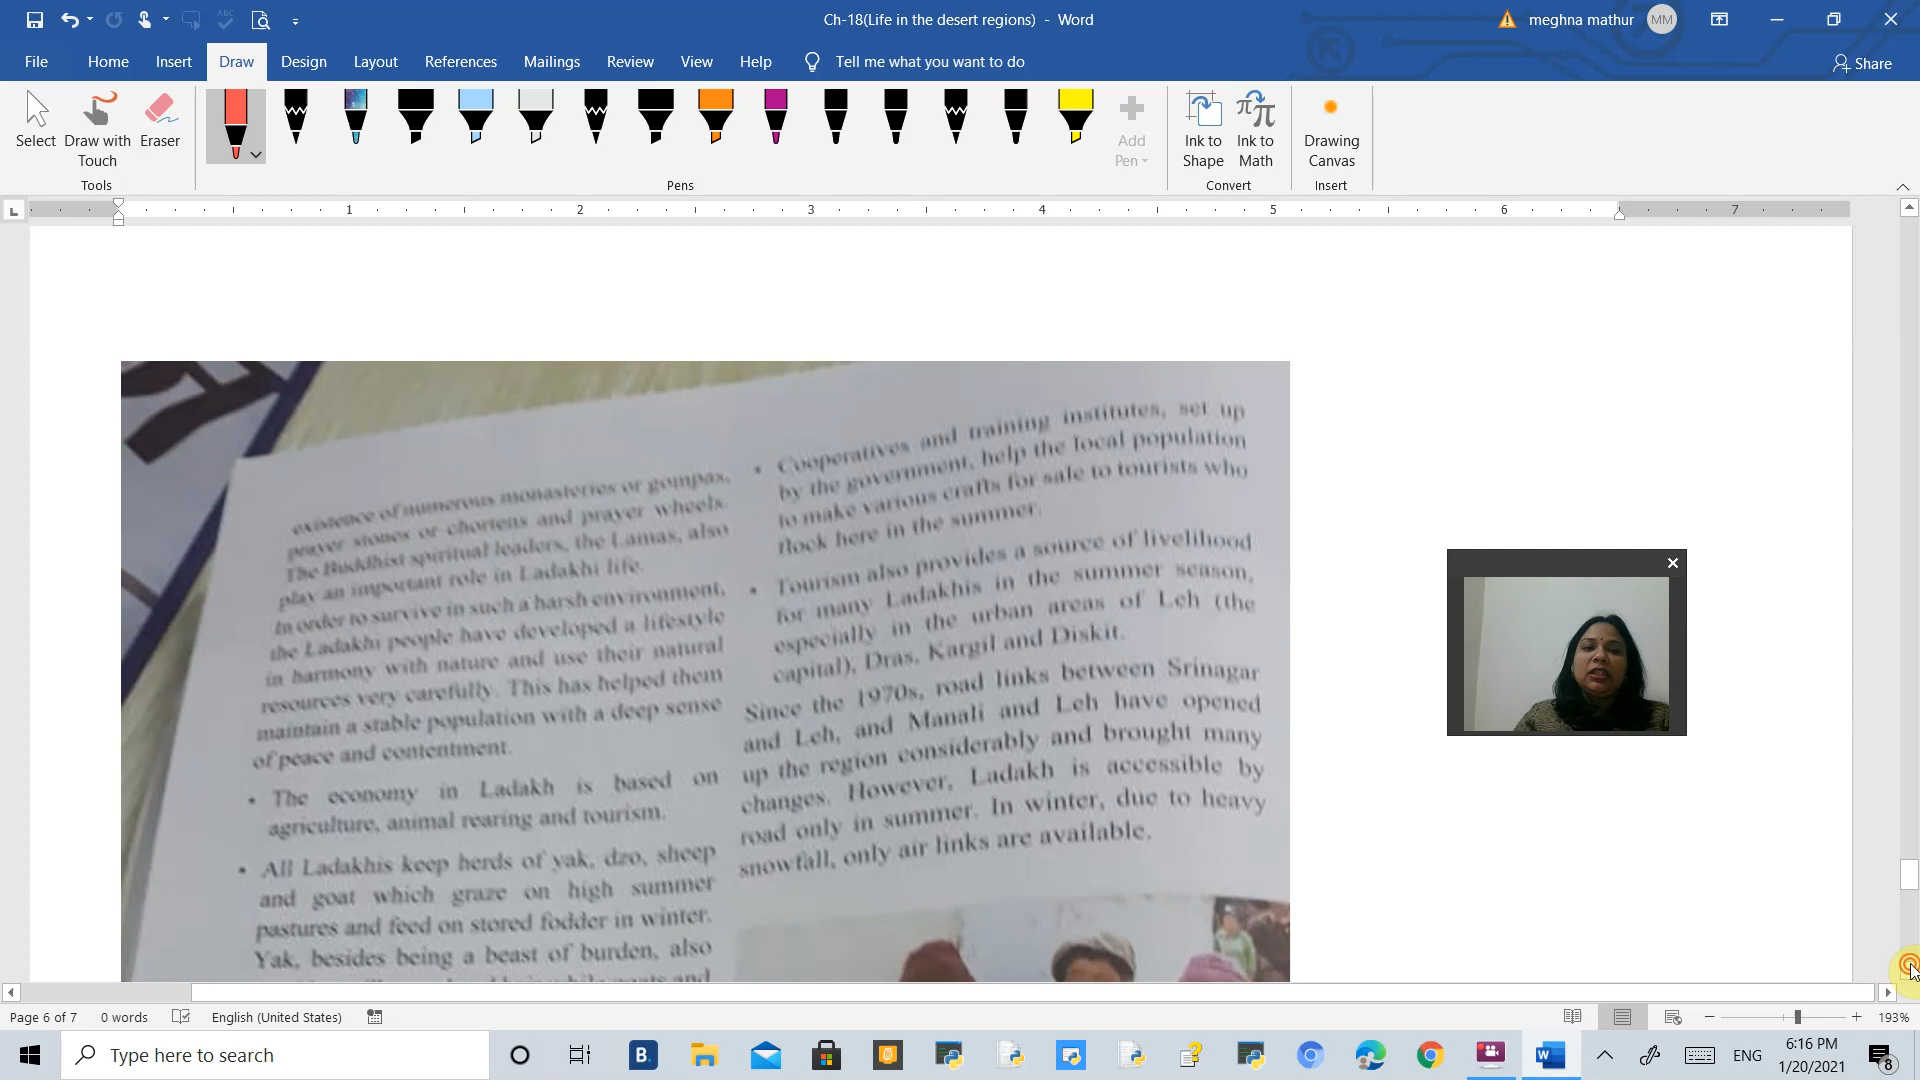 Ch-18(Life in the desert regions) - Word
meghna mathur
MM
File Home Insert Draw Design Layout References Mailings Review View Help Tell me what you want to do
Share
Select
Draw with Touch
Eraser
Tools
Pens
Add Pen
Ink to Shape
Ink to Math
Convert
Drawing Canvas
Insert
1 2 3 4 5 6 7
existence of numerous monasteries or gompas,
prayer stones or chortens and prayer wheels.
The Buddhist spiritual leaders, the Lamas, also
play an important role in Ladakhi life.
In order to survive in such a harsh environment,
the Ladakhi people have developed a lifestyle
in harmony with nature and use their natural
resources very carefully. This has helped them
maintain a stable population with a deep sense
of peace and contentment.
• The economy in Ladakh is based on
agriculture, animal rearing and tourism.
• All Ladakhis keep herds of yak, dzo, sheep
and goat which graze on high summer
pastures and feed on stored fodder in winter.
Yak, besides being a beast of burden, also
• Cooperatives and training institutes, set up
by the government, help the local population
to make various crafts for sale to tourists who
flock here in the summer.
• Tourism also provides a source of livelihood
for many Ladakhis in the summer season,
especially in the urban areas of Leh (the
capital), Dras, Kargil and Diskit.
Since the 1970s, road links between Srinagar
and Leh, and Manali and Leh have opened
up the region considerably and brought many
changes. However, Ladakh is accessible by
road only in summer. In winter, due to heavy
snowfall, only air links are available.
Page 6 of 7 0 words English (United States)
193%
Type here to search
B.
ENG
6:16 PM
1/20/2021
8